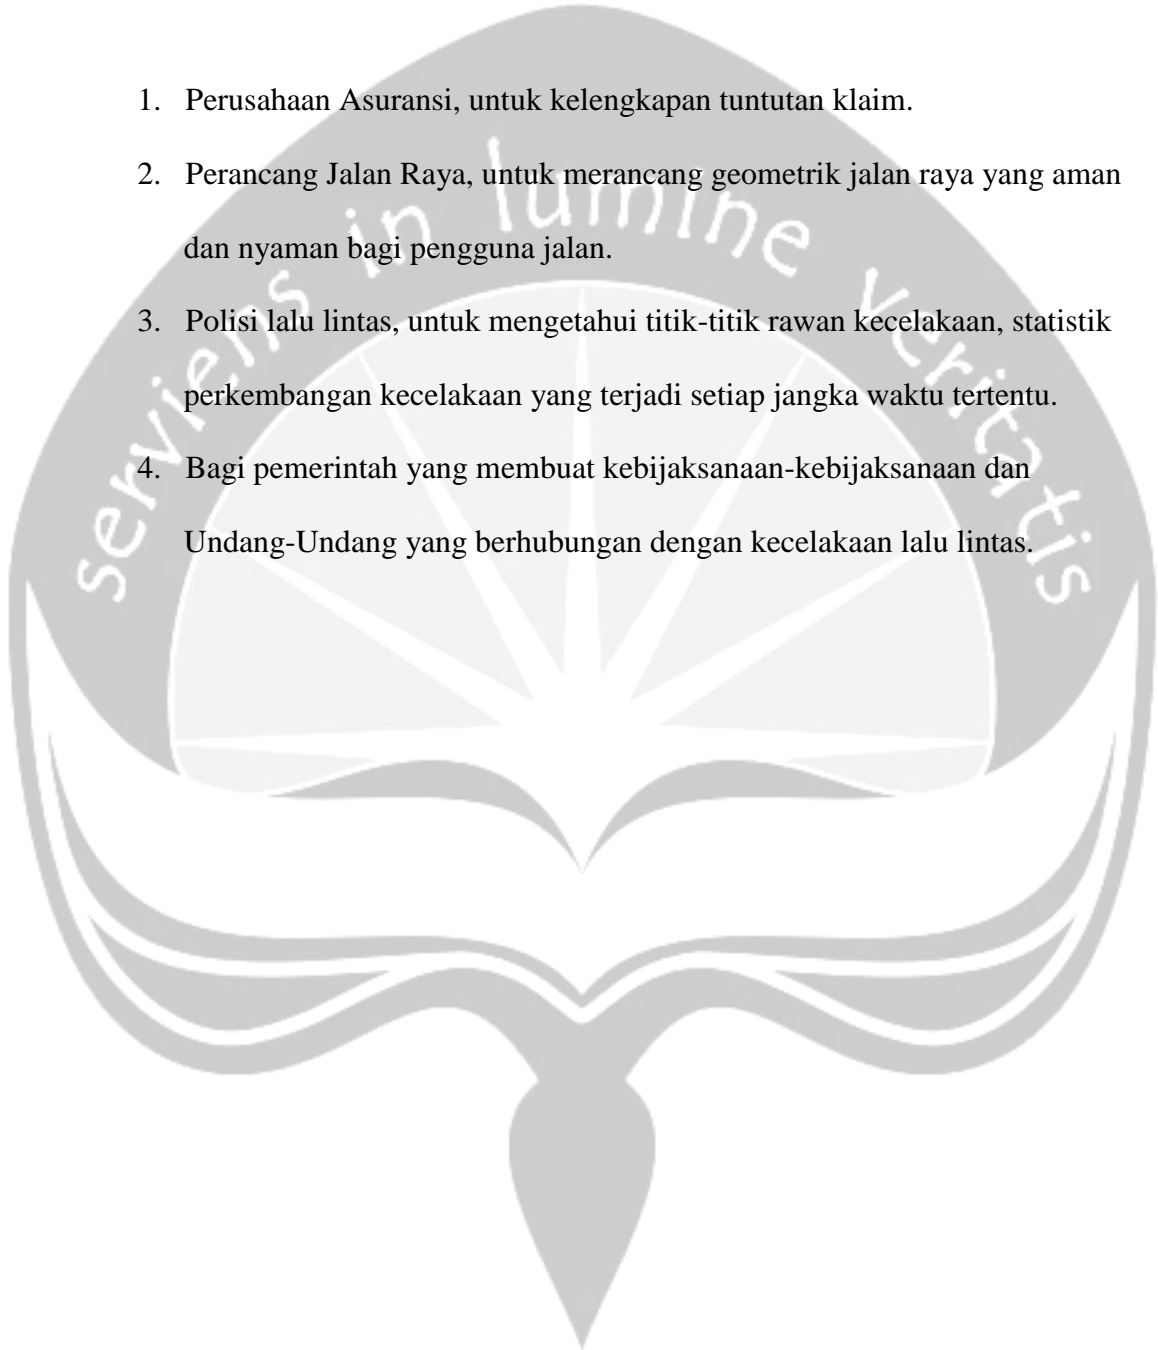 1. Perusahaan Asuransi, untuk kelengkapan tuntutan klaim.
2. Perancang Jalan Raya, untuk merancang geometrik jalan raya yang aman
dan nyaman bagi pengguna jalan.
3. Polisi lalu lintas, untuk mengetahui titik-titik rawan kecelakaan, statistik
perkembangan kecelakaan yang terjadi setiap jangka waktu tertentu.
4. Bagi pemerintah yang membuat kebijaksanaan-kebijaksanaan dan
Undang-Undang yang berhubungan dengan kecelakaan lalu lintas.
serviens in lumine veritatis